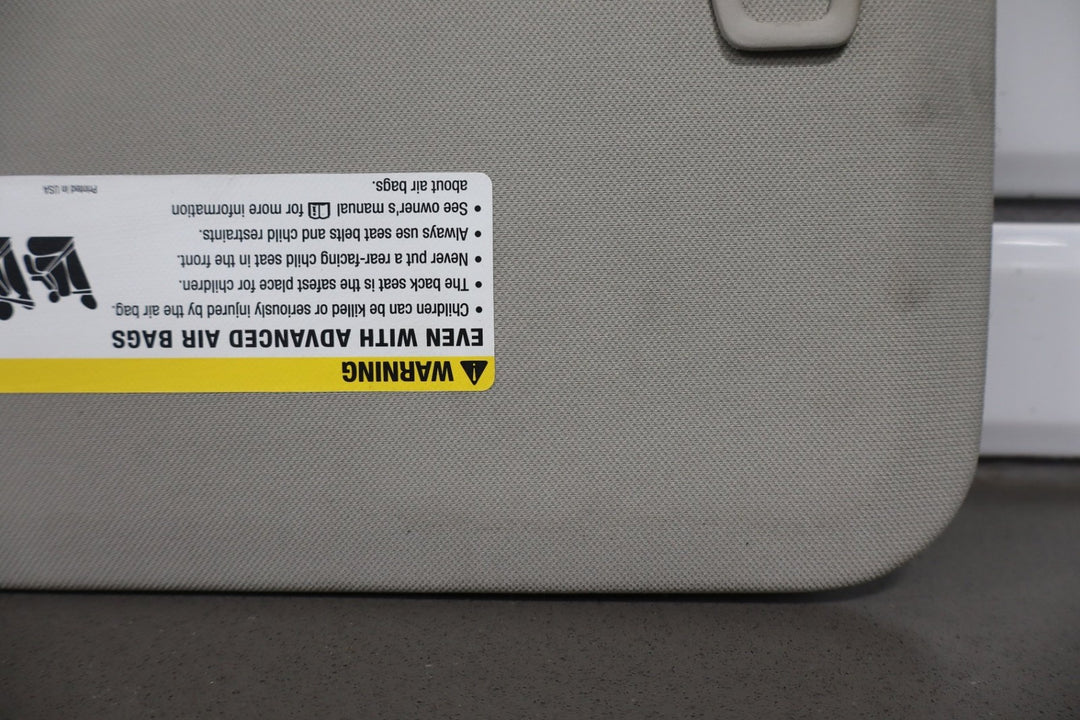 WARNING
EVEN WITH ADVANCED AIR BAGS
• Children can be killed or seriously injured by the air bag.
• The back seat is the safest place for children.
• Never put a rear-facing child seat in the front.
• Always use seat belts and child restraints.
• See owner's manual for more information
about air bags.
Printed in USA